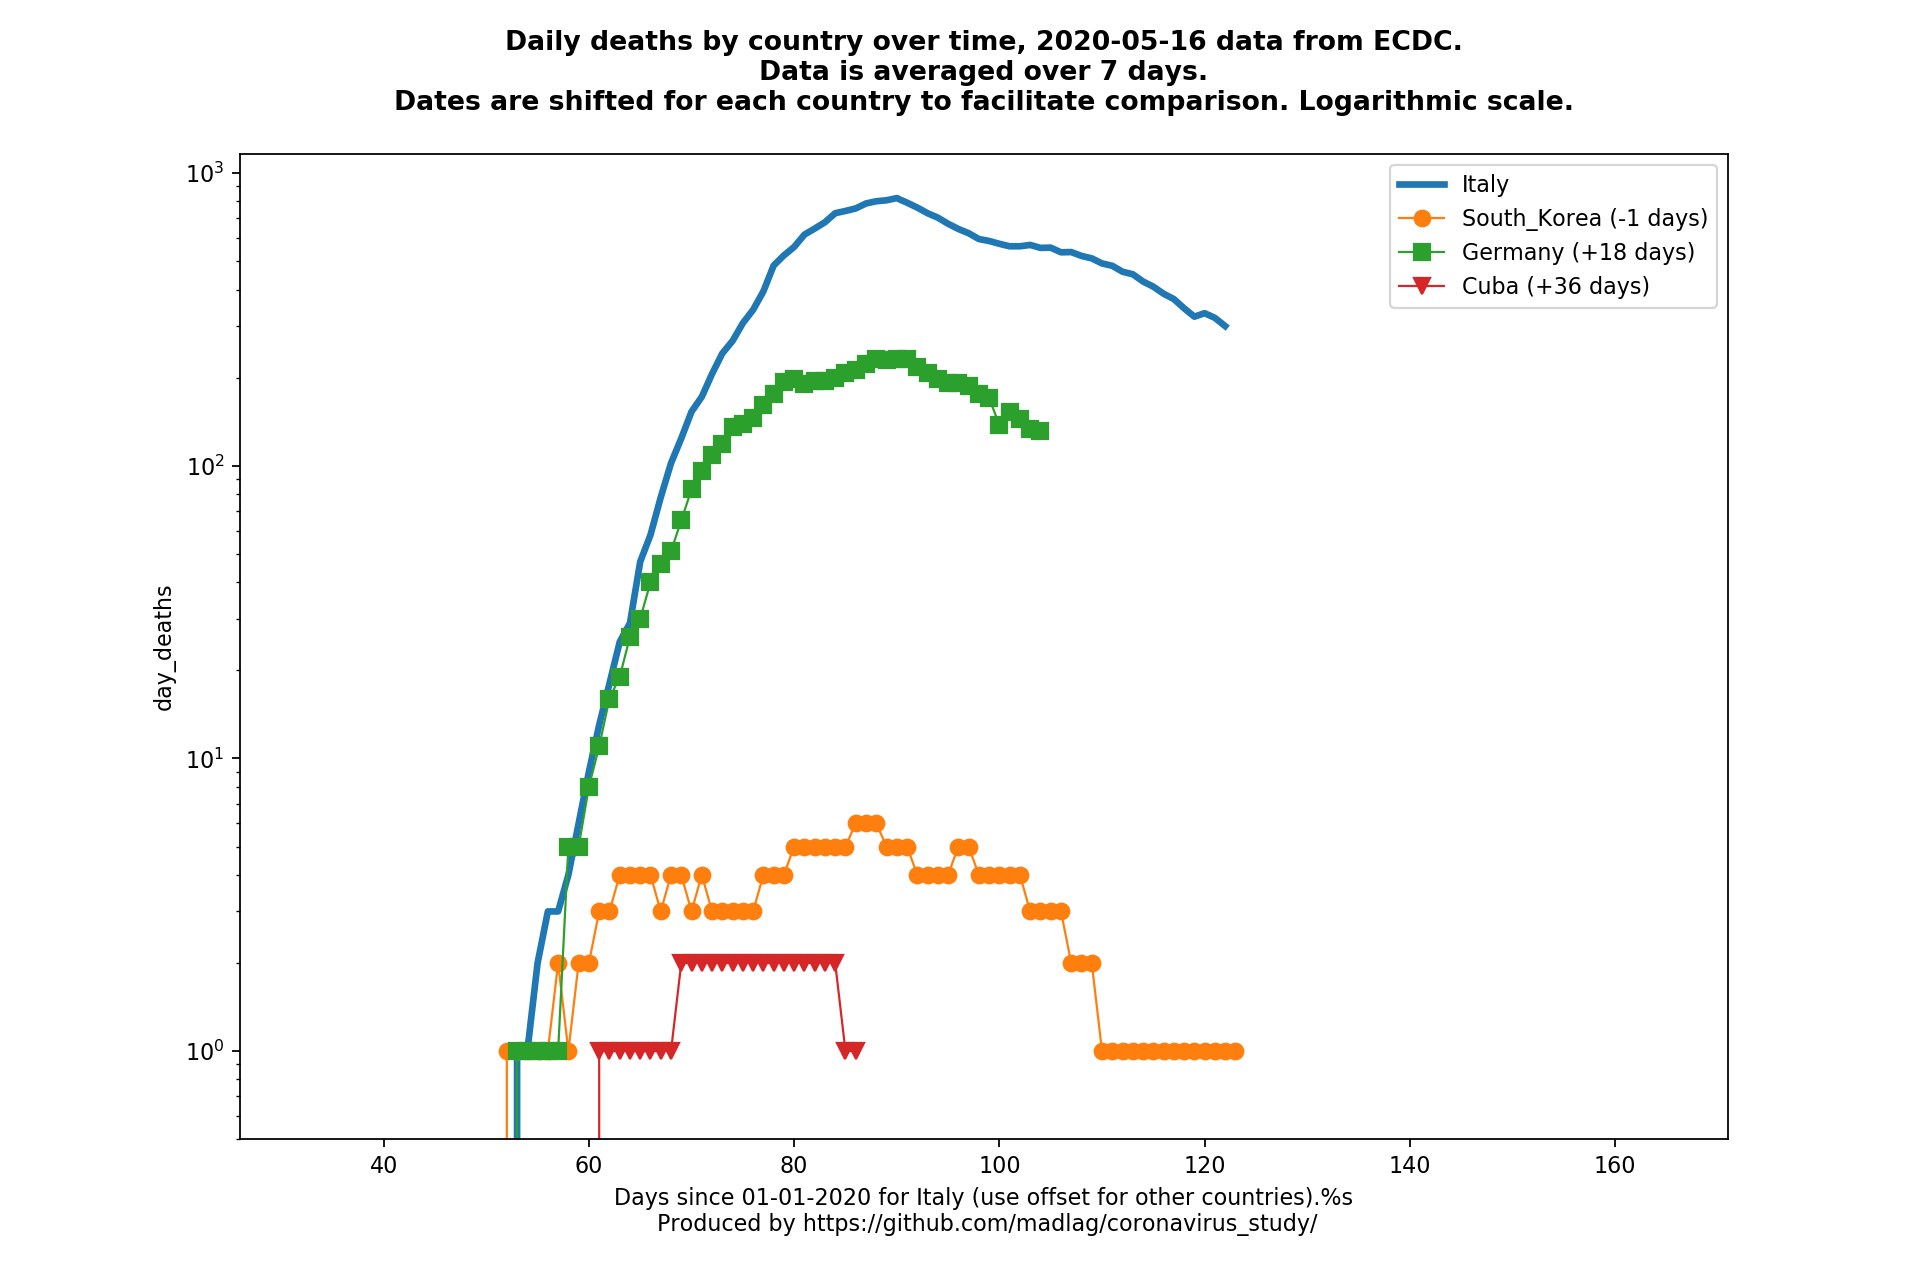 Daily deaths by country over time, 2020-05-16 data from ECDC.
Data is averaged over 7 days.
Dates are shifted for each country to facilitate comparison. Logarithmic scale.
10³
10²
10¹
10⁰
day_deaths
Italy
South_Korea (-1 days)
Germany (+18 days)
Cuba (+36 days)
40 60 80 100 120 140 160
Days since 01-01-2020 for Italy (use offset for other countries).%s
Produced by https://github.com/madlag/coronavirus_study/